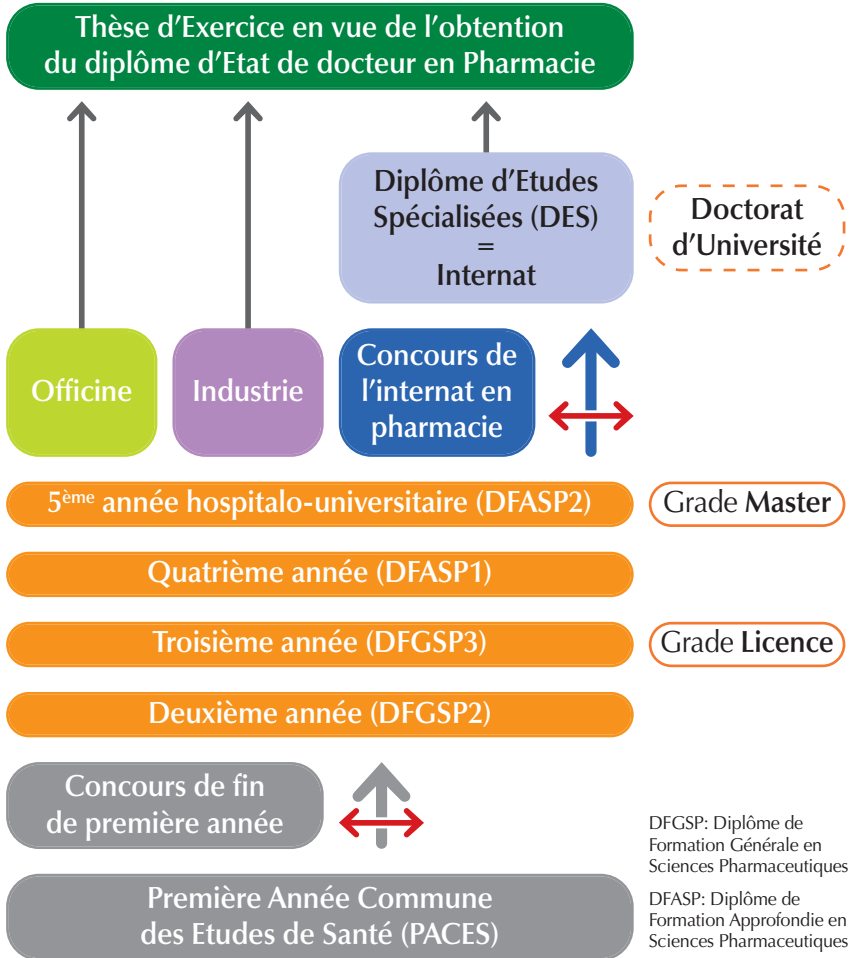 Thèse d’Exercice en vue de l’obtention
du diplôme d’Etat de docteur en Pharmacie
Diplôme d’Etudes
Spécialisées (DES)
=
Internat
Doctorat
d’Université
Officine
Industrie
Concours de
l’internat en
pharmacie
5ème année hospitalo-universitaire (DFASP2)
Grade Master
Quatrième année (DFASP1)
Troisième année (DFGSP3)
Grade Licence
Deuxième année (DFGSP2)
Concours de fin
de première année
Première Année Commune
des Etudes de Santé (PACES)
DFGSP: Diplôme de
Formation Générale en
Sciences Pharmaceutiques
DFASP: Diplôme de
Formation Approfondie en
Sciences Pharmaceutiques